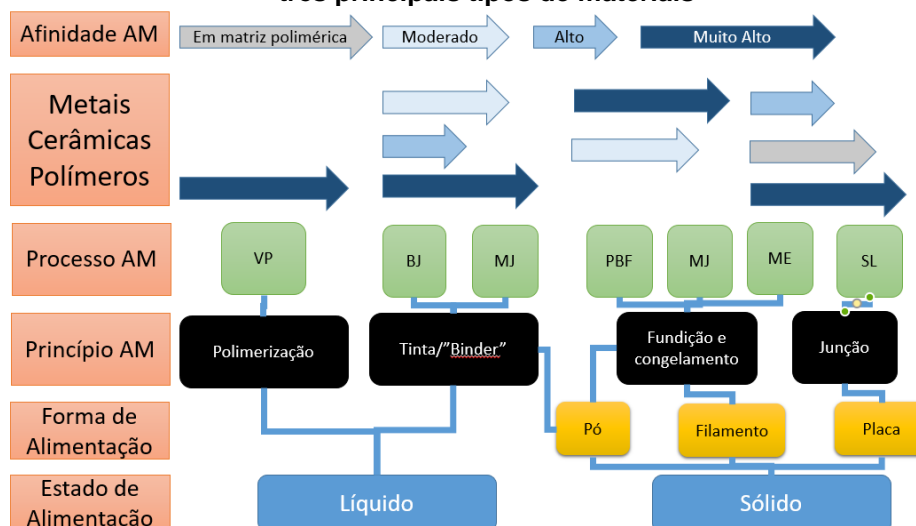 três principais tipos de materiais
Afinidade AM
Em matriz polimérica
Moderado
Alto
Muito Alto
Metais
Cerâmicas
Polímeros
Processo AM
VP
BJ
MJ
PBF
MJ
ME
SL
Princípio AM
Polimerização
Tinta/"Binder"
Fundição e
congelamento
Junção
Forma de
Alimentação
Pó
Filamento
Placa
Estado de
Alimentação
Líquido
Sólido